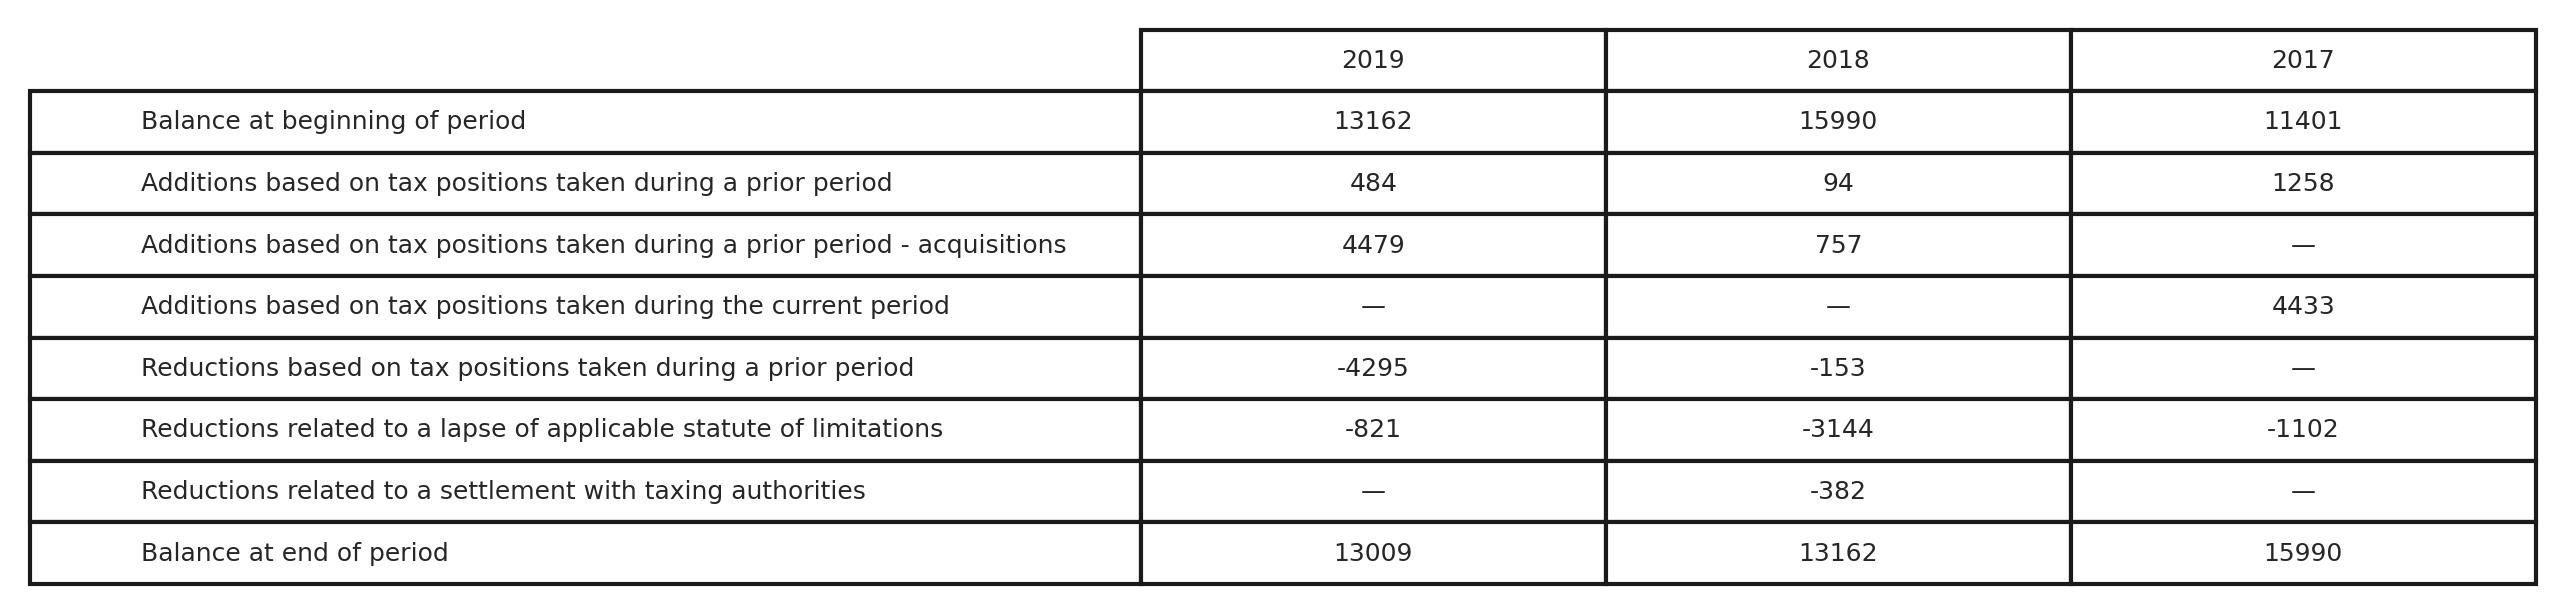 2019 2018 2017
Balance at beginning of period 13162 15990 11401
Additions based on tax positions taken during a prior period 484 94 1258
Additions based on tax positions taken during a prior period - acquisitions 4479 757 —
Additions based on tax positions taken during the current period — — 4433
Reductions based on tax positions taken during a prior period -4295 -153 —
Reductions related to a lapse of applicable statute of limitations -821 -3144 -1102
Reductions related to a settlement with taxing authorities — -382 —
Balance at end of period 13009 13162 15990